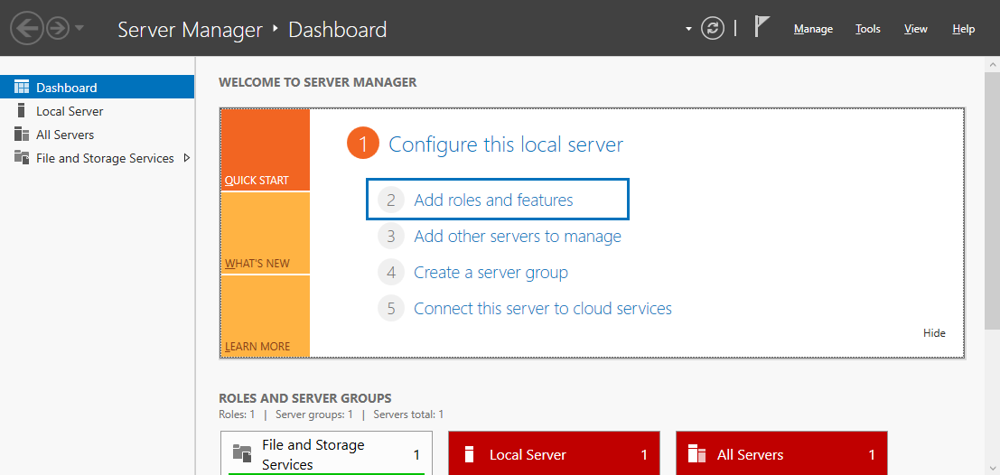 Server Manager ‣ Dashboard
Manage Tools View Help
Dashboard
Local Server
All Servers
File and Storage Services
WELCOME TO SERVER MANAGER
QUICK START
WHAT'S NEW
LEARN MORE
1 Configure this local server
2 Add roles and features
3 Add other servers to manage
4 Create a server group
5 Connect this server to cloud services
Hide
ROLES AND SERVER GROUPS
Roles: 1 | Server groups: 1 | Servers total: 1
File and Storage
Services 1
Local Server 1
All Servers 1